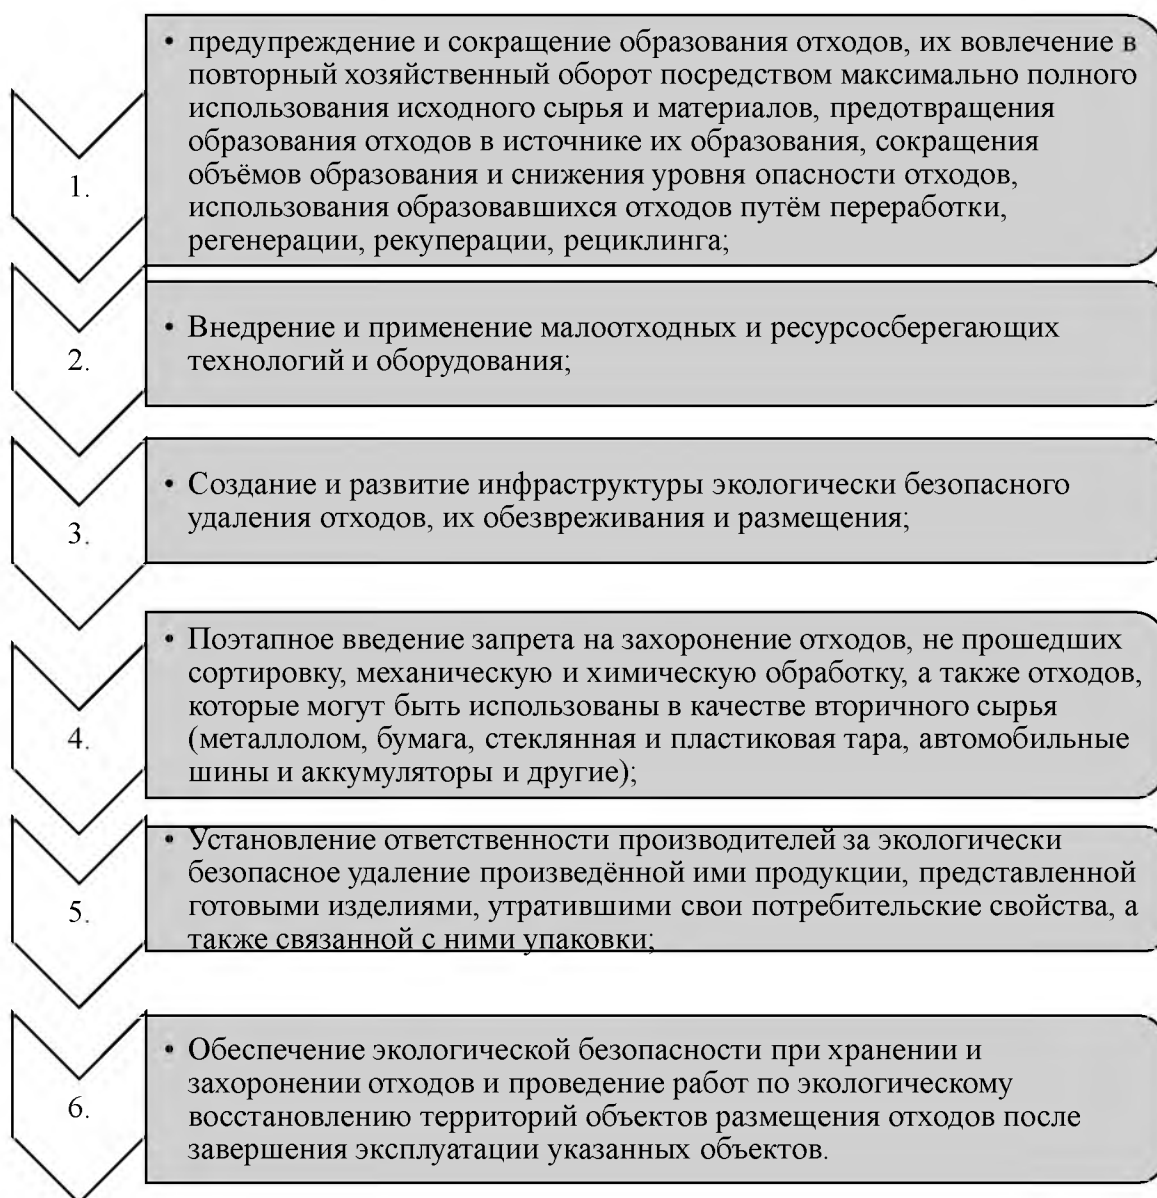 1.
• предупреждение и сокращение образования отходов, их вовлечение в
повторный хозяйственный оборот посредством максимально полного
использования исходного сырья и материалов, предотвращения
образования отходов в источнике их образования, сокращения
объёмов образования и снижения уровня опасности отходов,
использования образовавшихся отходов путём переработки,
регенерации, рекуперации, рециклинга;
2.
• Внедрение и применение малоотходных и ресурсосберегающих
технологий и оборудования;
3.
• Создание и развитие инфраструктуры экологически безопасного
удаления отходов, их обезвреживания и размещения;
4.
• Поэтапное введение запрета на захоронение отходов, не прошедших
сортировку, механическую и химическую обработку, а также отходов,
которые могут быть использованы в качестве вторичного сырья
(металлолом, бумага, стеклянная и пластиковая тара, автомобильные
шины и аккумуляторы и другие);
5.
• Установление ответственности производителей за экологически
безопасное удаление произведённой ими продукции, представленной
готовыми изделиями, утратившими свои потребительские свойства, а
также связанной с ними упаковки;
6.
• Обеспечение экологической безопасности при хранении и
захоронении отходов и проведение работ по экологическому
восстановлению территорий объектов размещения отходов после
завершения эксплуатации указанных объектов.